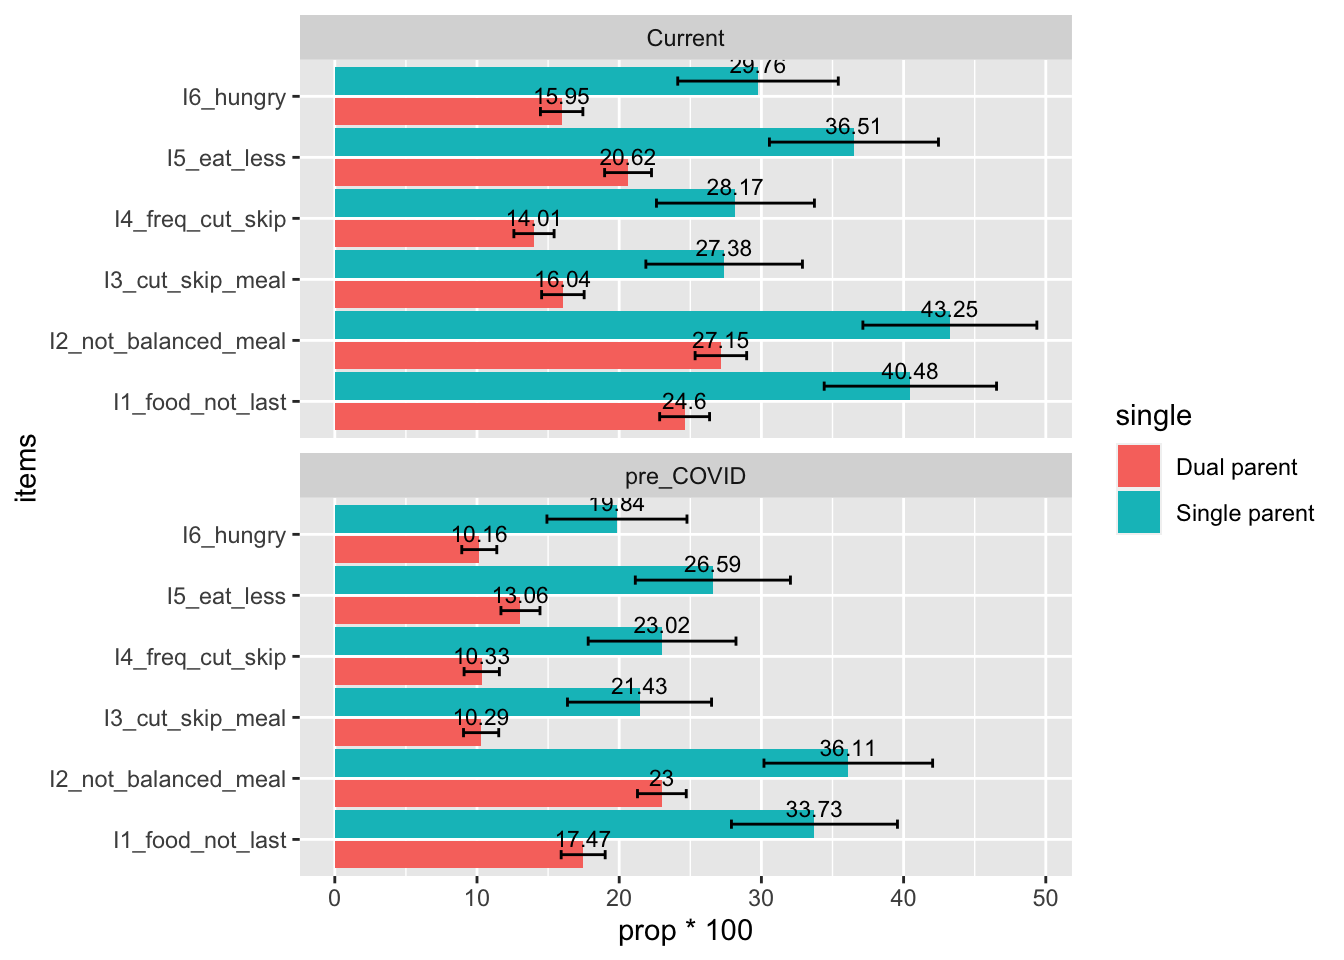 Current
I6_hungry
29.76
15.95
I5_eat_less
36.51
20.62
I4_freq_cut_skip
28.17
14.01
I3_cut_skip_meal
27.38
16.04
I2_not_balanced_meal
43.25
27.15
I1_food_not_last
40.48
24.6
pre_COVID
I6_hungry
19.84
10.16
I5_eat_less
26.59
13.06
I4_freq_cut_skip
23.02
10.33
I3_cut_skip_meal
21.43
10.29
I2_not_balanced_meal
36.11
23
I1_food_not_last
33.73
17.47
0 10 20 30 40 50
prop * 100
items
single
Dual parent
Single parent